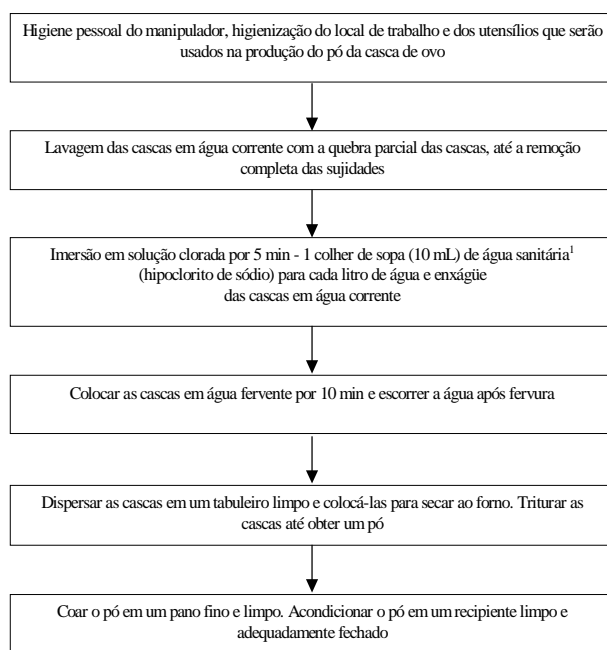 Higiene pessoal do manipulador, higienização do local de trabalho e dos utensílios que serão
usados na produção do pó da casca de ovo
Lavagem das cascas em água corrente com a quebra parcial das cascas, até a remoção
completa das sujidades
Imersão em solução clorada por 5 min - 1 colher de sopa (10 mL) de água sanitária¹
(hipoclorito de sódio) para cada litro de água e enxágüe
das cascas em água corrente
Colocar as cascas em água fervente por 10 min e escorrer a água após fervura
Dispersar as cascas em um tabuleiro limpo e colocá-las para secar ao forno. Triturar as
cascas até obter um pó
Coar o pó em um pano fino e limpo. Acondicionar o pó em um recipiente limpo e
adequadamente fechado